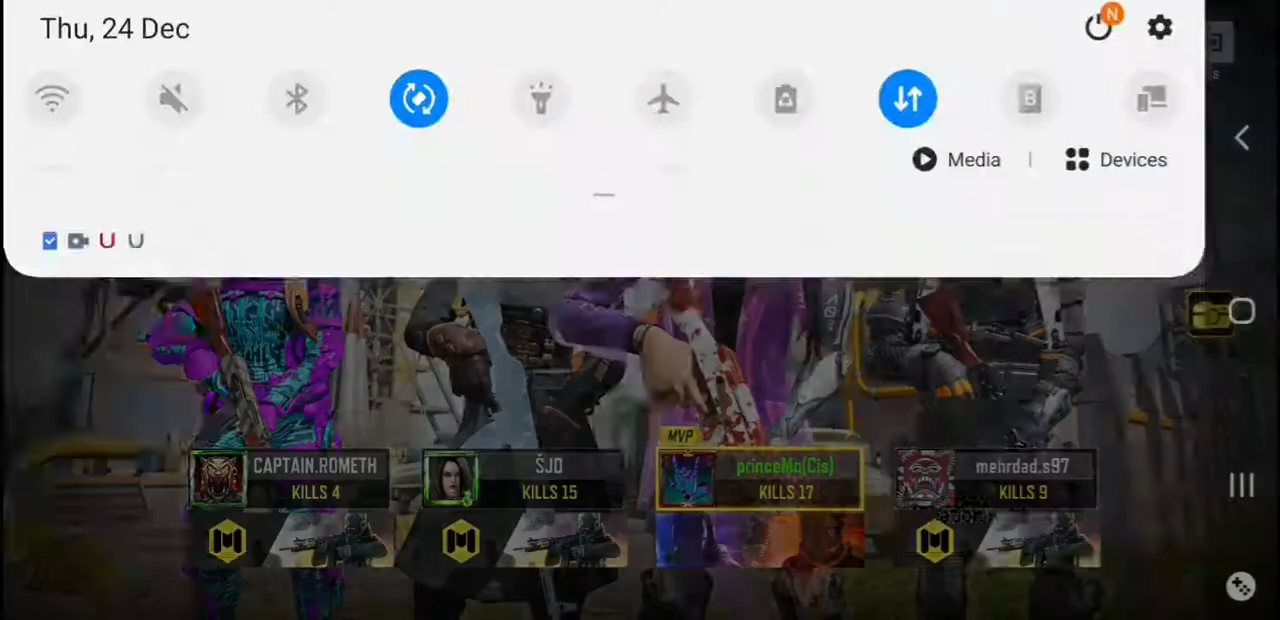 Thu, 24 Dec
N
Media
Devices
MVP
CAPTAIN.ROMETH
KILLS 4
ŠJO
KILLS 15
princeMo(Cis)
KILLS 17
mehrdad.s97
KILLS 9